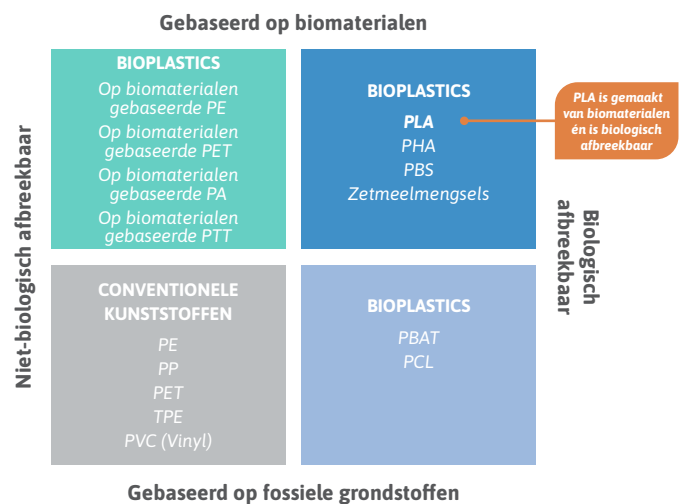 Gebaseerd op biomaterialen
Niet-biologisch afbreekbaar
BIOPLASTICS
Op biomaterialen
gebaseerde PE
Op biomaterialen
gebaseerde PET
Op biomaterialen
gebaseerde PA
Op biomaterialen
gebaseerde PTT
BIOPLASTICS
PLA
PHA
PBS
Zetmeelmengsels
PLA is gemaakt
van biomaterialen
én is biologisch
afbreekbaar
Biologisch
afbreekbaar
CONVENTIONELE
KUNSTSTOFFEN
PE
PP
PET
TPE
PVC (Vinyl)
BIOPLASTICS
PBAT
PCL
Gebaseerd op fossiele grondstoffen